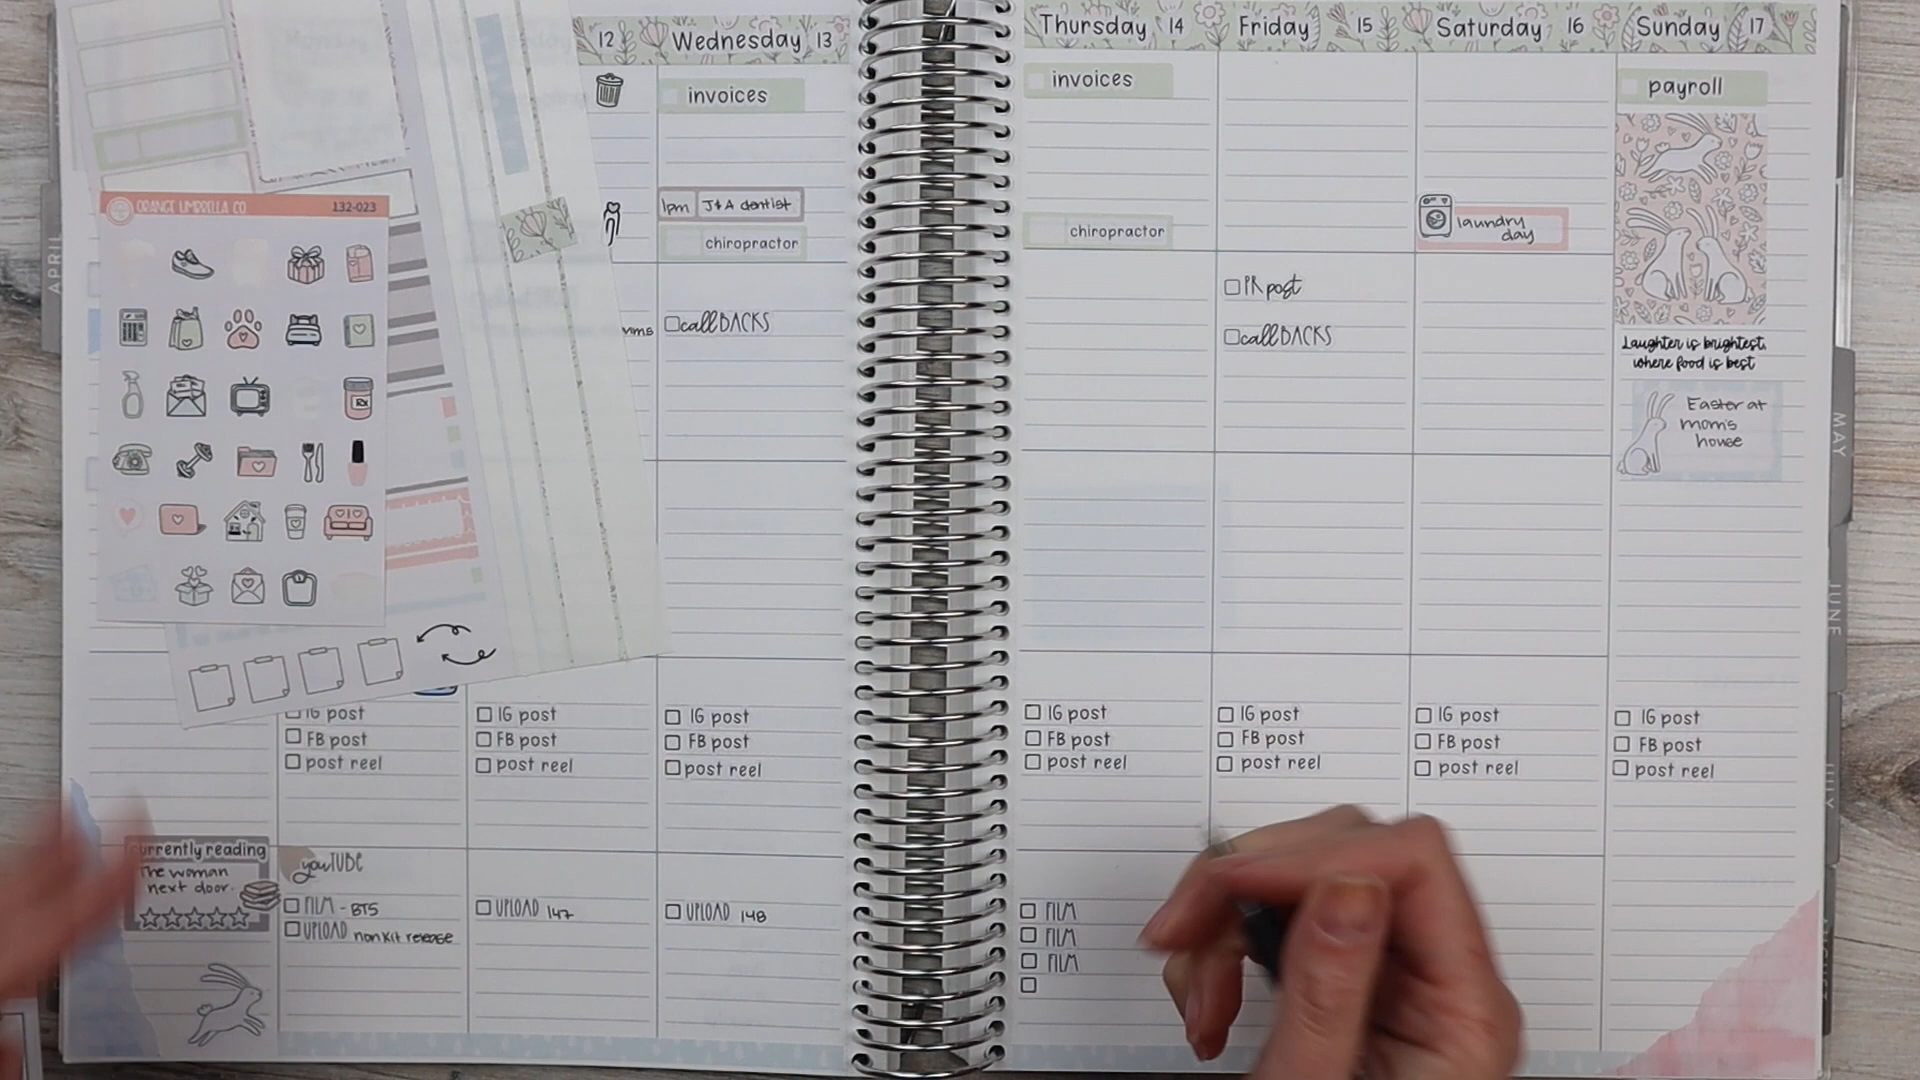 12
Wednesday 13
Thursday 14
Friday 15
Saturday 16
Sunday 17
invoices
1pm J&A dentist
chiropractor
callBACKS
invoices
chiropractor
PR post
callBACKS
laundry
day
payroll
Laughter is brightest,
where food is best
Easter at
mom's
house
ORANGE UMBRELLA CO 132-023
Rx
APRIL
MAY
JUNE
JULY
IG post
FB post
post reel
IG post
FB post
post reel
IG post
FB post
post reel
IG post
FB post
post reel
IG post
FB post
post reel
IG post
FB post
post reel
IG post
FB post
post reel
currently reading
The woman
next door.
youTUBE
FILM - BTS
UPLOAD nonkit release
UPLOAD 147
UPLOAD 148
FILM
FILM
FILM